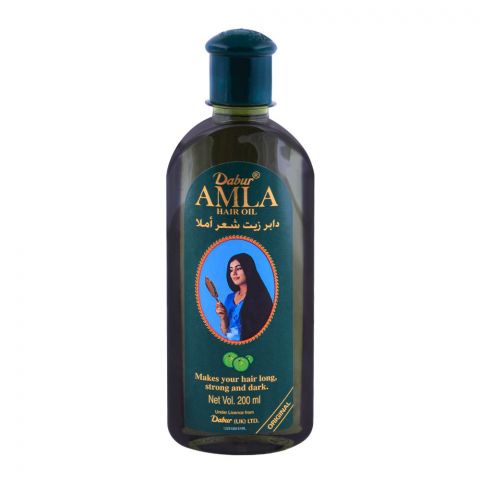 Dabur®
AMLA
HAIR OIL
دابر زيت شعر أملا
Makes your hair long,
strong and dark.
Net Vol. 200 ml
Under Licence from
Dabur (UK) LTD.
ORIGINAL